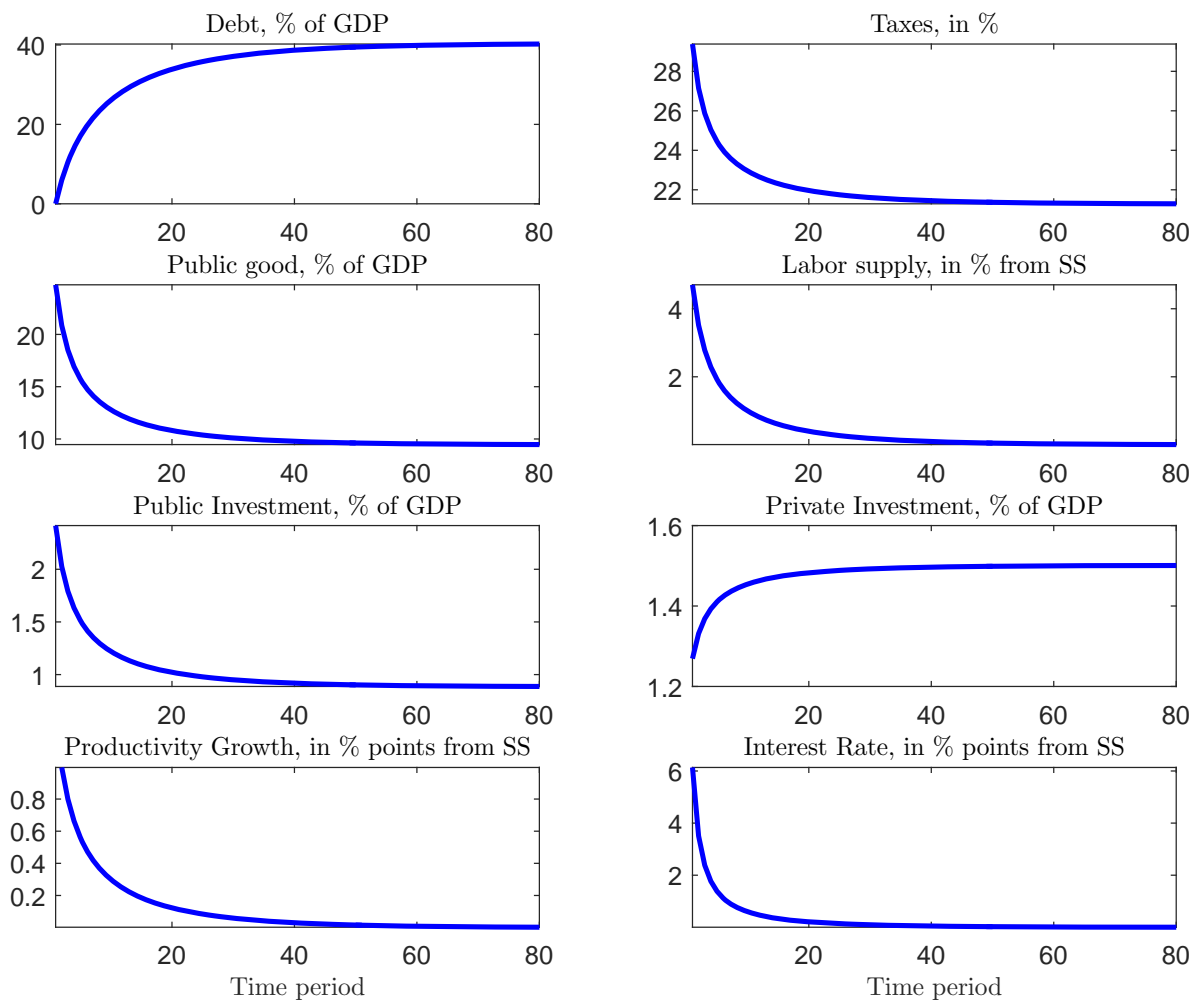 Debt, % of GDP
40
20
0
20 40 60 80
Taxes, in %
28
26
24
22
20 40 60 80
Public good, % of GDP
20
15
10
20 40 60 80
Labor supply, in % from SS
4
2
20 40 60 80
Public Investment, % of GDP
2
1.5
1
20 40 60 80
Private Investment, % of GDP
1.6
1.4
1.2
20 40 60 80
Productivity Growth, in % points from SS
0.8
0.6
0.4
0.2
20 40 60 80
Time period
Interest Rate, in % points from SS
6
4
2
20 40 60 80
Time period